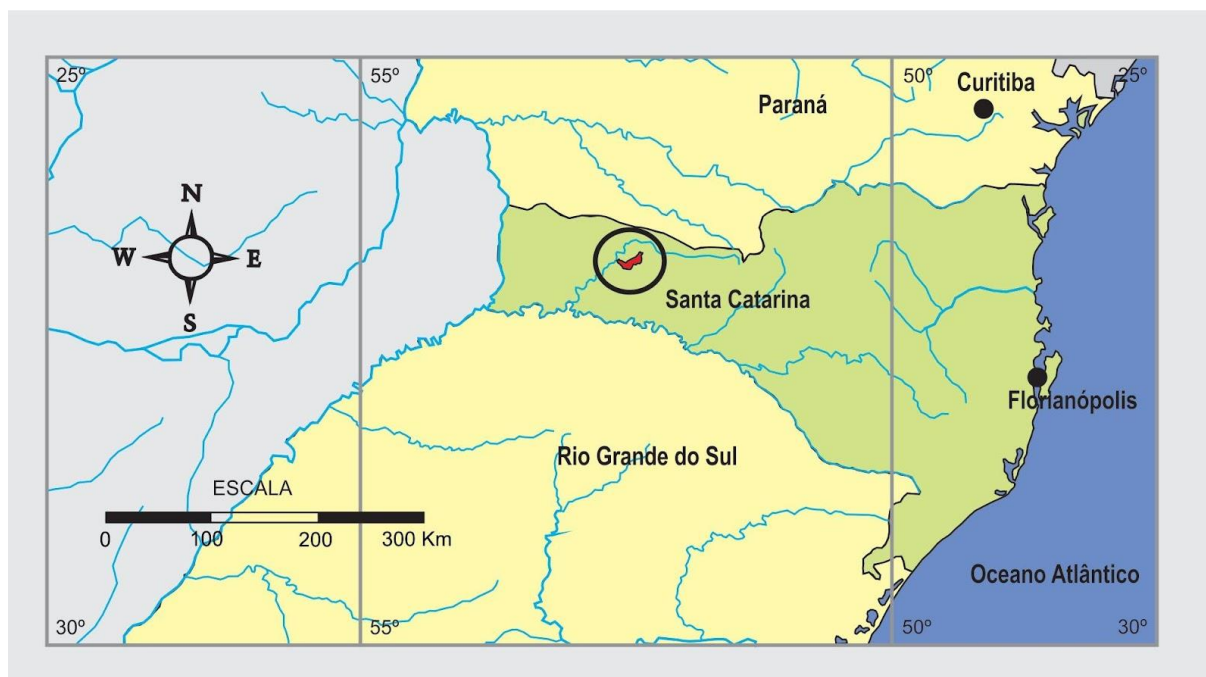 25º
55º
50º
25º
Curitiba
Paraná
N
W
E
S
Santa Catarina
Florianópolis
Rio Grande do Sul
ESCALA
0
100
200
300 Km
Oceano Atlântico
30º
55º
50º
30º